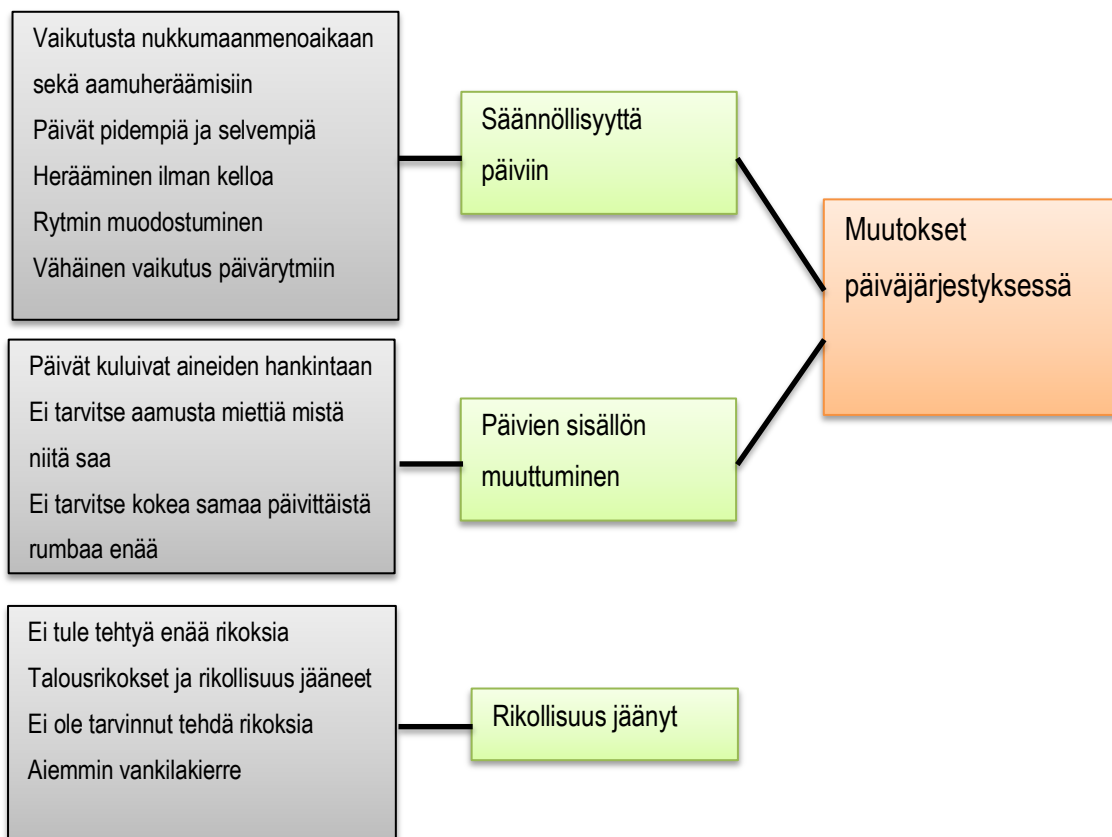 Vaikutusta nukkumaanmenoaikaan
sekä aamuheräämisiin
Päivät pidempiä ja selvempiä
Herääminen ilman kelloa
Rytmin muodostuminen
Vähäinen vaikutus päivärytmiin
Säännöllisyyttä
päiviin
Muutokset
päiväjärjestyksessä
Päivät kuluivat aineiden hankintaan
Ei tarvitse aamusta miettiä mistä
niitä saa
Ei tarvitse kokea samaa päivittäistä
rumbaa enää
Päivien sisällön
muuttuminen
Ei tule tehtyä enää rikoksia
Talousrikokset ja rikollisuus jääneet
Ei ole tarvinnut tehdä rikoksia
Aiemmin vankilakierre
Rikollisuus jäänyt